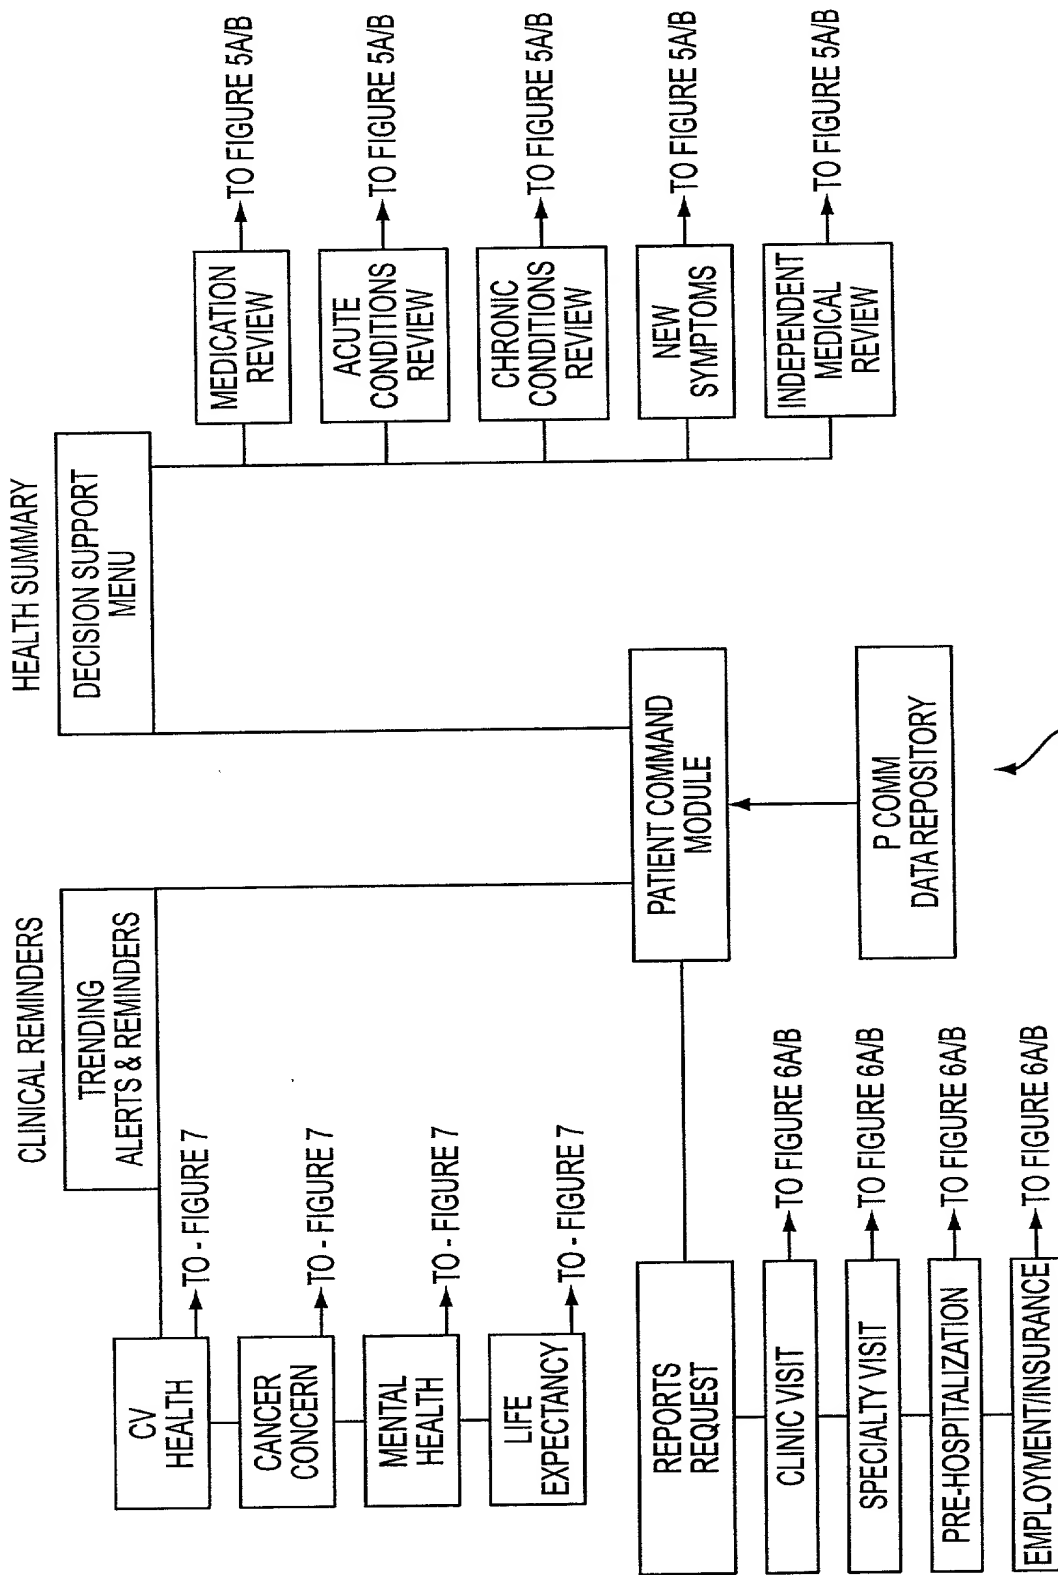 CLINICAL REMINDERS
TRENDING
ALERTS & REMINDERS
CV
HEALTH
TO - FIGURE 7
CANCER
CONCERN
TO - FIGURE 7
MENTAL
HEALTH
TO - FIGURE 7
LIFE
EXPECTANCY
TO - FIGURE 7
HEALTH SUMMARY
DECISION SUPPORT
MENU
MEDICATION
REVIEW
TO FIGURE 5A/B
ACUTE
CONDITIONS
REVIEW
TO FIGURE 5A/B
CHRONIC
CONDITIONS
REVIEW
TO FIGURE 5A/B
NEW
SYMPTOMS
TO FIGURE 5A/B
INDEPENDENT
MEDICAL
REVIEW
TO FIGURE 5A/B
PATIENT COMMAND
MODULE
P COMM
DATA REPOSITORY
REPORTS
REQUEST
CLINIC VISIT
TO FIGURE 6A/B
SPECIALTY VISIT
TO FIGURE 6A/B
PRE-HOSPITALIZATION
TO FIGURE 6A/B
EMPLOYMENT/INSURANCE
TO FIGURE 6A/B